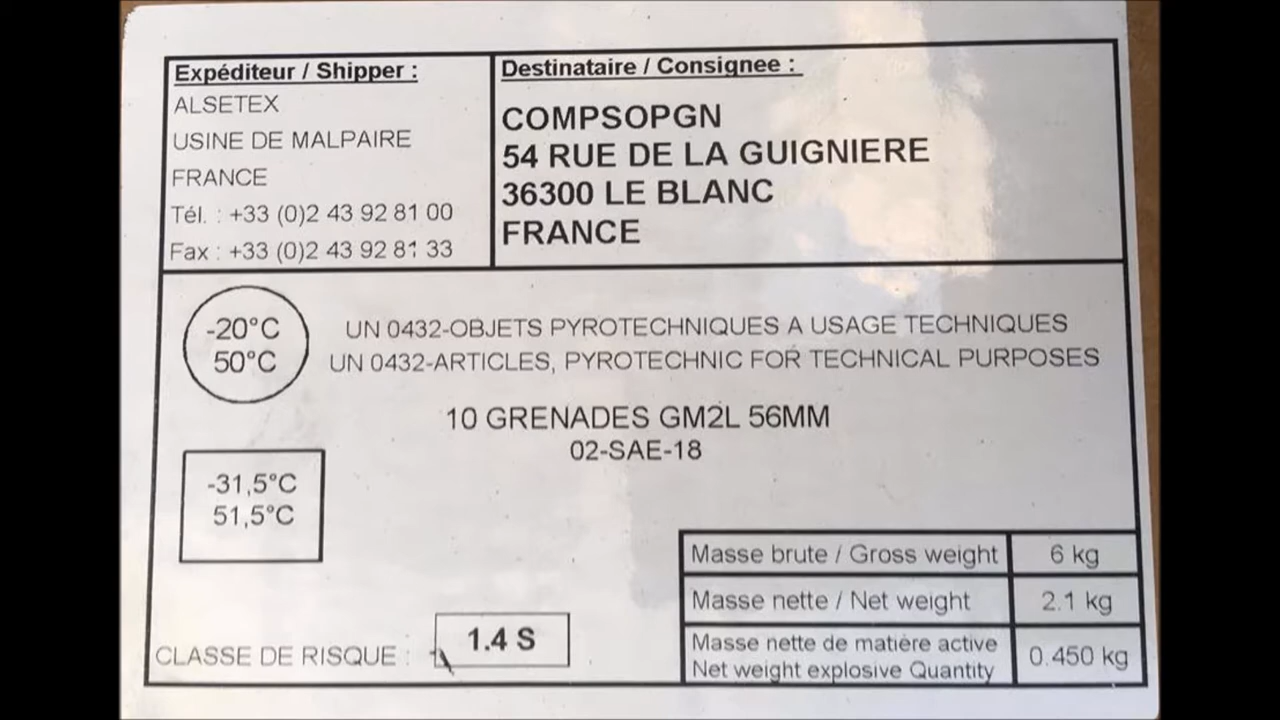 Expéditeur / Shipper :
ALSETEX
USINE DE MALPAIRE
FRANCE
Tél. : +33 (0)2 43 92 81 00
Fax : +33 (0)2 43 92 81 33
Destinataire / Consignee :
COMPSOPGN
54 RUE DE LA GUIGNIERE
36300 LE BLANC
FRANCE
-20°C
50°C
UN 0432-OBJETS PYROTECHNIQUES A USAGE TECHNIQUES
UN 0432-ARTICLES, PYROTECHNIC FOR TECHNICAL PURPOSES
10 GRENADES GM2L 56MM
02-SAE-18
-31,5°C
51,5°C
Masse brute / Gross weight 6 kg
Masse nette / Net weight 2.1 kg
Masse nette de matière active
Net weight explosive Quantity 0.450 kg
CLASSE DE RISQUE : 1.4 S